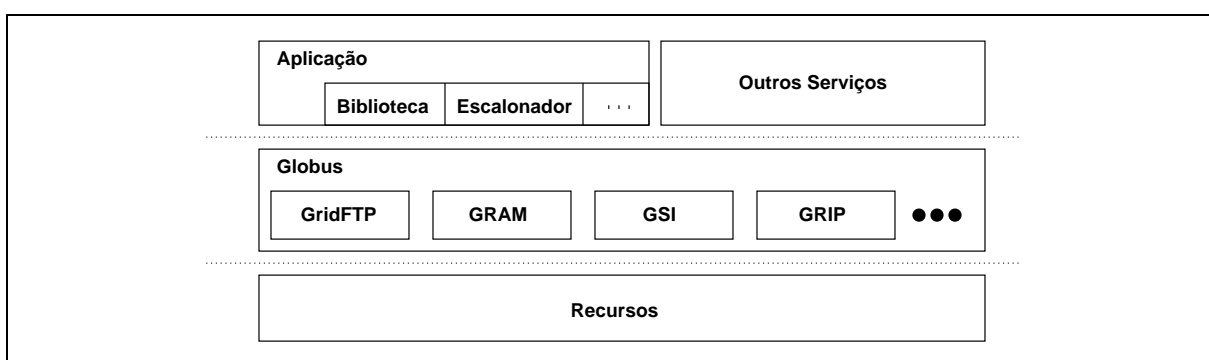 Aplicação
Biblioteca Escalonador . . .
Outros Serviços
Globus
GridFTP GRAM GSI GRIP
Recursos